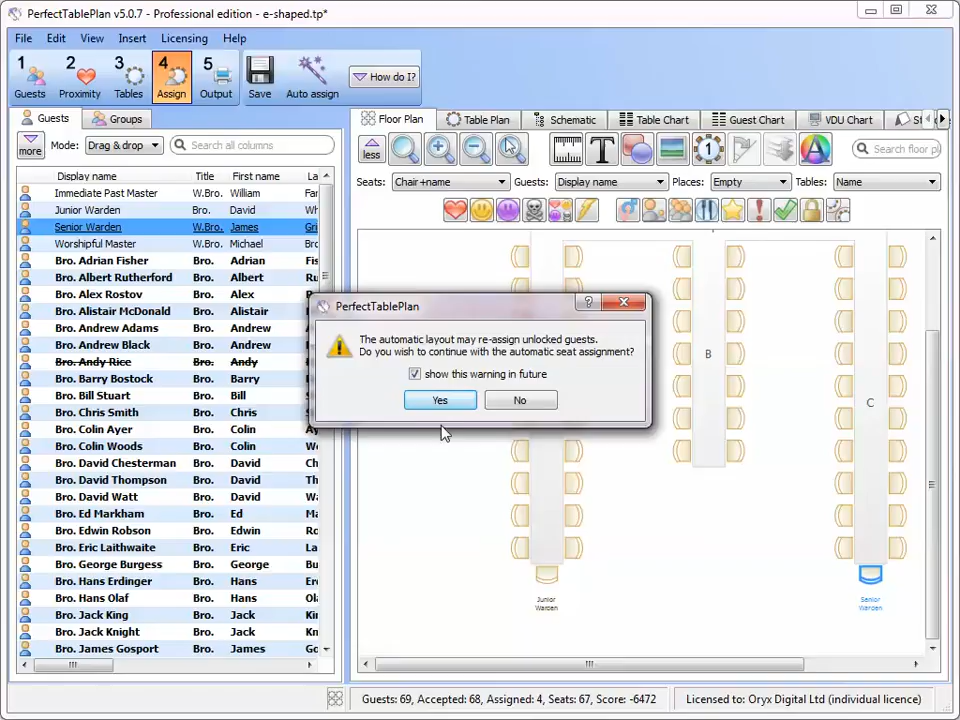 PerfectTablePlan v5.0.7 - Professional edition - e-shaped.tp*
File Edit View Insert Licensing Help
1 2 3 4 5
Guests Proximity Tables Assign Output Save Auto assign How do I?
Guests Groups
more Mode: Drag & drop Search all columns
Display name Title First name
Immediate Past Master W.Bro. William
Junior Warden Bro. David
Senior Warden W.Bro. James
Worshipful Master W.Bro. Michael
Bro. Adrian Fisher Bro. Adrian
Bro. Albert Rutherford Bro. Albert
Bro. Alex Rostov Bro. Alex
Bro. Alistair McDonald Bro. Alistair
Bro. Andrew Adams Bro. Andrew
Bro. Andrew Black Bro. Andrew
Bro. Andy Rice Bro. Andy
Bro. Barry Bostock Bro. Barry
Bro. Bill Stuart Bro. Bill
Bro. Chris Smith Bro. Chris
Bro. Colin Ayer Bro. Colin
Bro. Colin Woods Bro. Colin
Bro. David Chesterman Bro. David
Bro. David Thompson Bro. David
Bro. David Watt Bro. David
Bro. Ed Markham Bro. Ed
Bro. Edwin Robson Bro. Edwin
Bro. Eric Laithwaite Bro. Eric
Bro. George Burgess Bro. George
Bro. Hans Erdinger Bro. Hans
Bro. Hans Olaf Bro. Hans
Bro. Jack King Bro. Jack
Bro. Jack Knight Bro. Jack
Bro. James Gosport Bro. James
Floor Plan Table Plan Schematic Table Chart Guest Chart VDU Chart
less 1 Search floor
Seats: Chair+name Guests: Display name Places: Empty Tables: Name
PerfectTablePlan
The automatic layout may re-assign unlocked guests.
Do you wish to continue with the automatic seat assignment?
show this warning in future
Yes No
B
C
Junior
Warden
Senior
Warden
Guests: 69, Accepted: 68, Assigned: 4, Seats: 67, Score: -6472 Licensed to: Oryx Digital Ltd (individual licence)